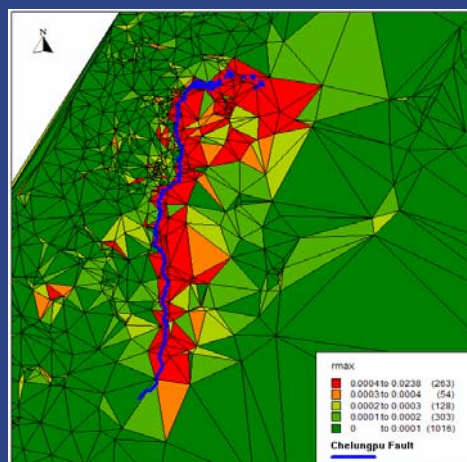 N
rmax
0.0004 to 0.0238 (263)
0.0003 to 0.0004 (54)
0.0002 to 0.0003 (128)
0.0001 to 0.0002 (303)
0 to 0.0001 (1016)
Chelungpu Fault